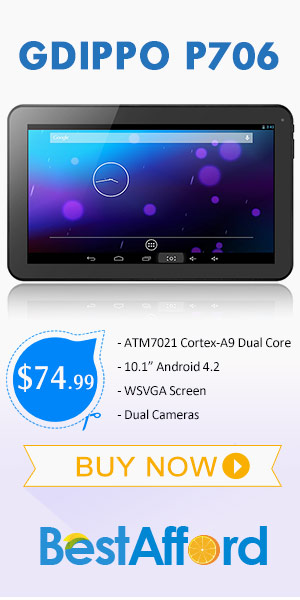 GDIPPO P706
Google
$74.99
- ATM7021 Cortex-A9 Dual Core
- 10.1” Android 4.2
- WSVGA Screen
- Dual Cameras
BUY NOW
BestAfford